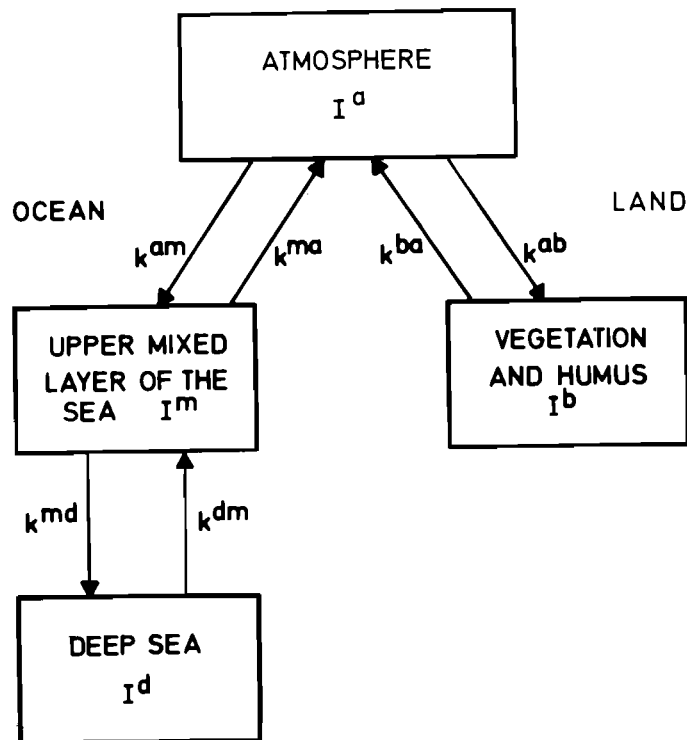 ATMOSPHERE
I^a
OCEAN
LAND
k^am
k^ma
k^ba
k^ab
UPPER MIXED
LAYER OF THE
SEA I^m
VEGETATION
AND HUMUS
I^b
k^md
k^dm
DEEP SEA
I^d